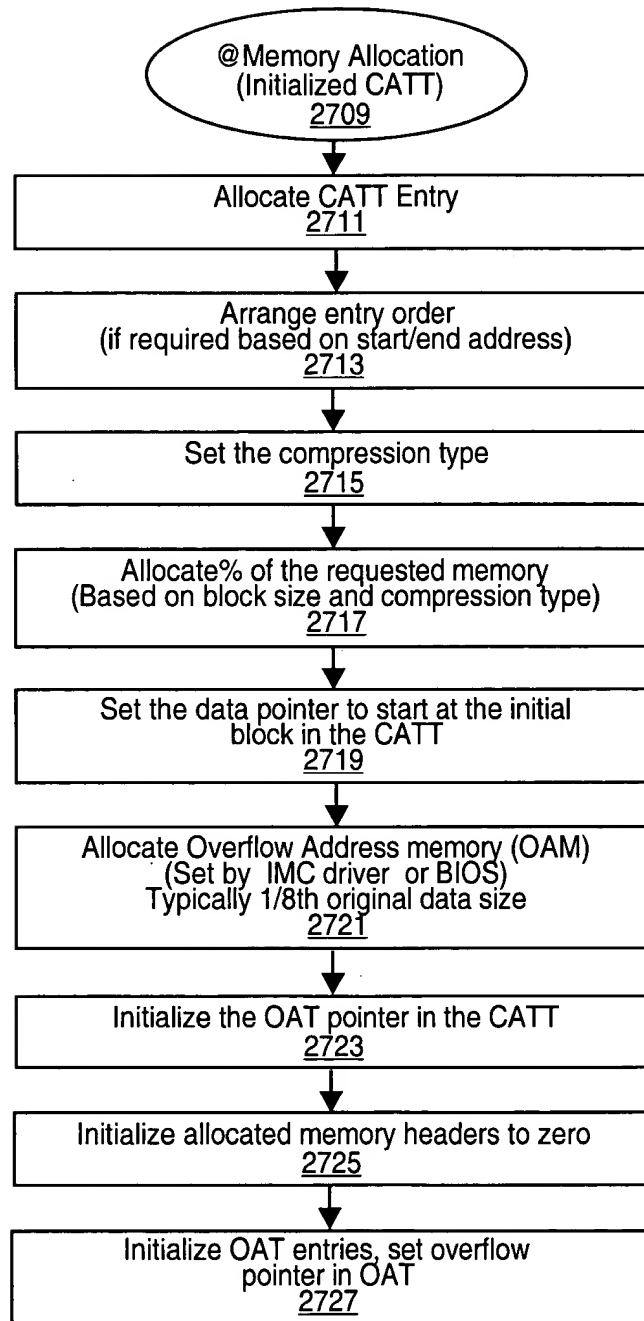 @Memory Allocation
(Initialized CATT)
2709
Allocate CATT Entry
2711
Arrange entry order
(if required based on start/end address)
2713
Set the compression type
2715
Allocate% of the requested memory
(Based on block size and compression type)
2717
Set the data pointer to start at the initial
block in the CATT
2719
Allocate Overflow Address memory (OAM)
(Set by IMC driver or BIOS)
Typically 1/8th original data size
2721
Initialize the OAT pointer in the CATT
2723
Initialize allocated memory headers to zero
2725
Initialize OAT entries, set overflow
pointer in OAT
2727